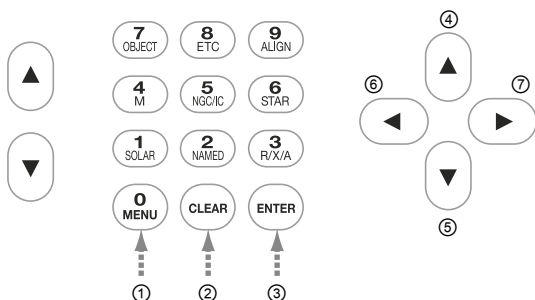 7 8 9
OBJECT ETC ALIGN
4 5 6
M NGC/IC STAR
1 2 3
SOLAR NAMED R/X/A
0
MENU CLEAR ENTER
① ② ③
④
⑥ ⑦
⑤